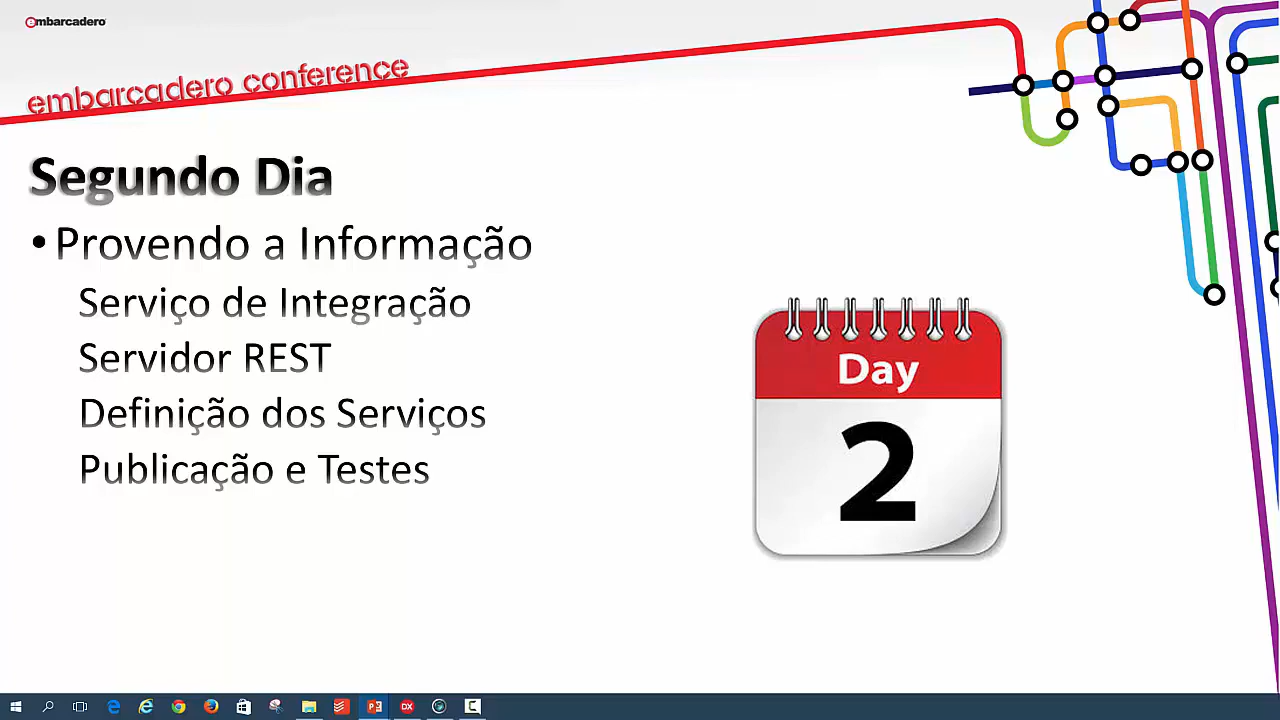 embarcadero
embarcadero conference
Segundo Dia
• Provendo a Informação
Serviço de Integração
Servidor REST
Definição dos Serviços
Publicação e Testes
Day
2